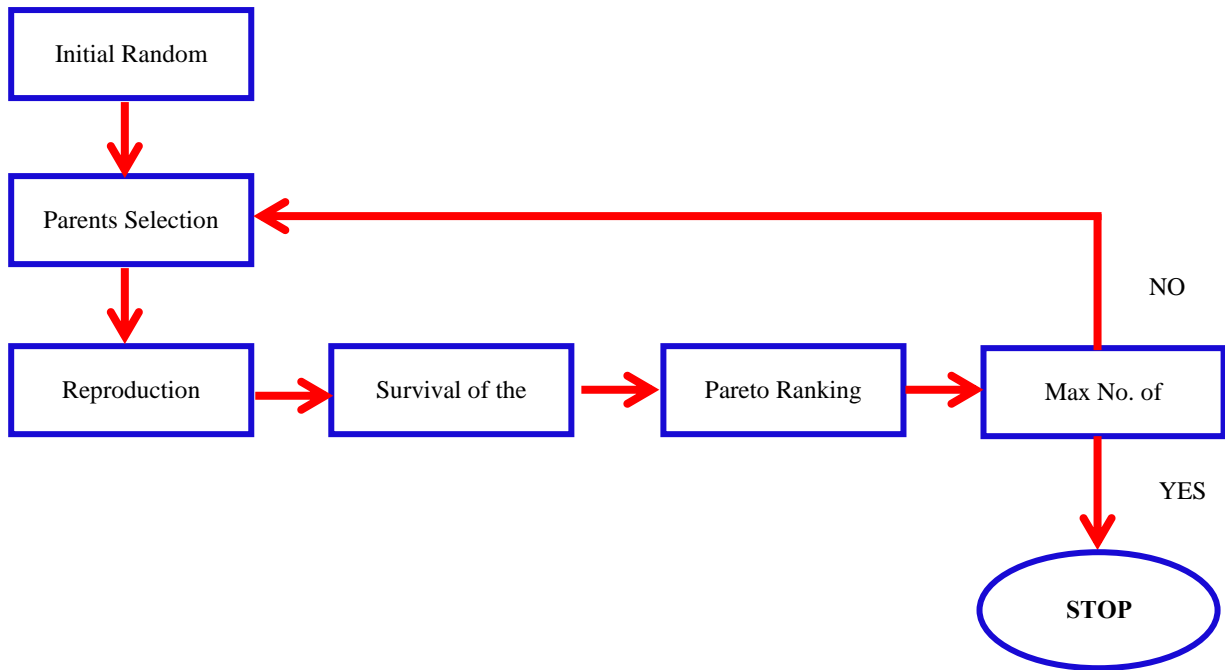 Initial Random
Parents Selection
NO
Reproduction
Survival of the
Pareto Ranking
Max No. of
YES
STOP